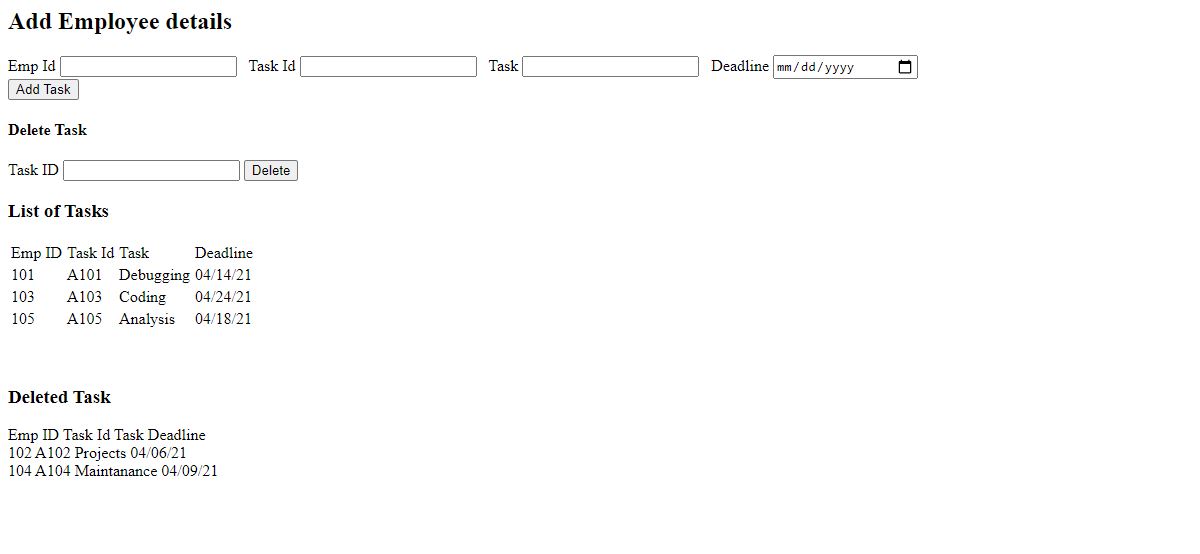 Add Employee details
Emp Id Task Id Task Deadline mm/dd/yyyy
Add Task
Delete Task
Task ID Delete
List of Tasks
Emp ID Task Id Task Deadline
101 A101 Debugging 04/14/21
103 A103 Coding 04/24/21
105 A105 Analysis 04/18/21
Deleted Task
Emp ID Task Id Task Deadline
102 A102 Projects 04/06/21
104 A104 Maintanance 04/09/21